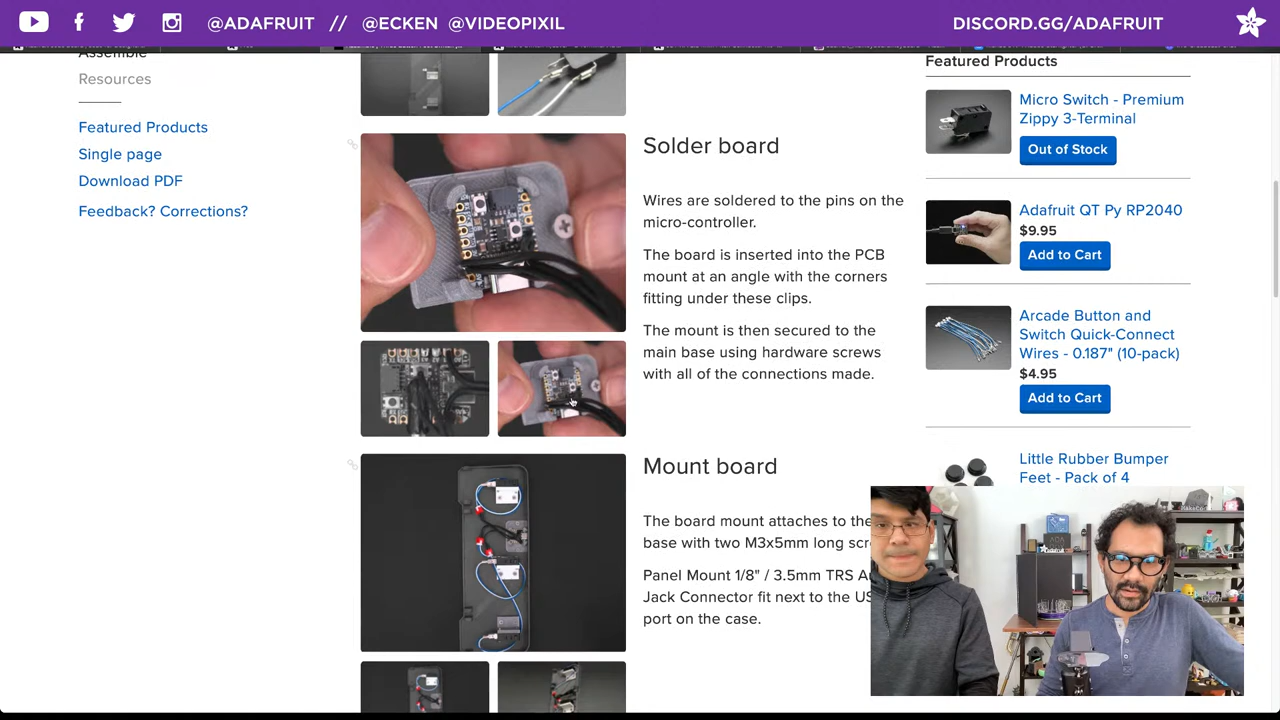 @ADAFRUIT // @ECKEN @VIDEOPIXIL
DISCORD.GG/ADAFRUIT
Assemble
Resources
Featured Products
Single page
Download PDF
Feedback? Corrections?
Solder board
Wires are soldered to the pins on the
micro-controller.
The board is inserted into the PCB
mount at an angle with the corners
fitting under these clips.
The mount is then secured to the
main base using hardware screws
with all of the connections made.
Mount board
The board mount attaches to the
base with two M3x5mm long
Panel Mount 1/8" / 3.5mm TRS
Jack Connector fit next to the
port on the case.
Featured Products
Micro Switch - Premium
Zippy 3-Terminal
Out of Stock
Adafruit QT Py RP2040
$9.95
Add to Cart
Arcade Button and
Switch Quick-Connect
Wires - 0.187" (10-pack)
$4.95
Add to Cart
Little Rubber Bumper
Feet - Pack of 4